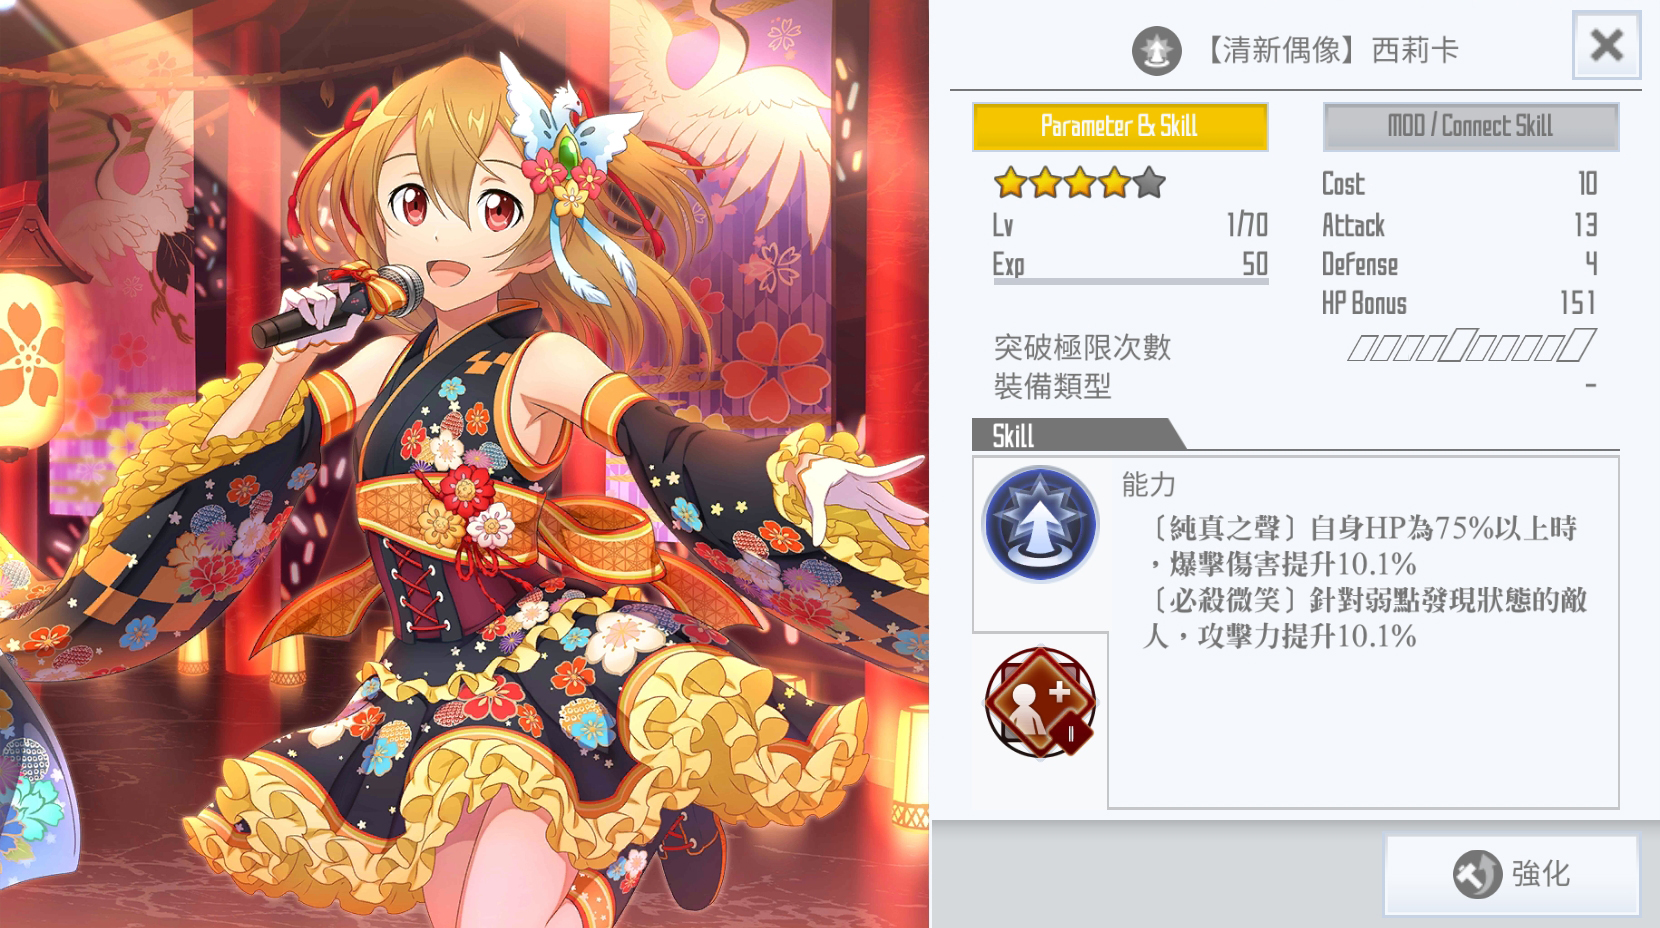 【清新偶像】 西莉卡
Parameter & Skill
MOD / Connect Skill
Lv 1/70
Exp 50
Cost 10
Attack 13
Defense 4
HP Bonus 151
突破極限次數
裝備類型 -
Skill
能力
〔純真之聲〕自身HP為75%以上時
，爆擊傷害提升10.1%
〔必殺微笑〕針對弱點發現狀態的敵
人，攻擊力提升10.1%
II
強化